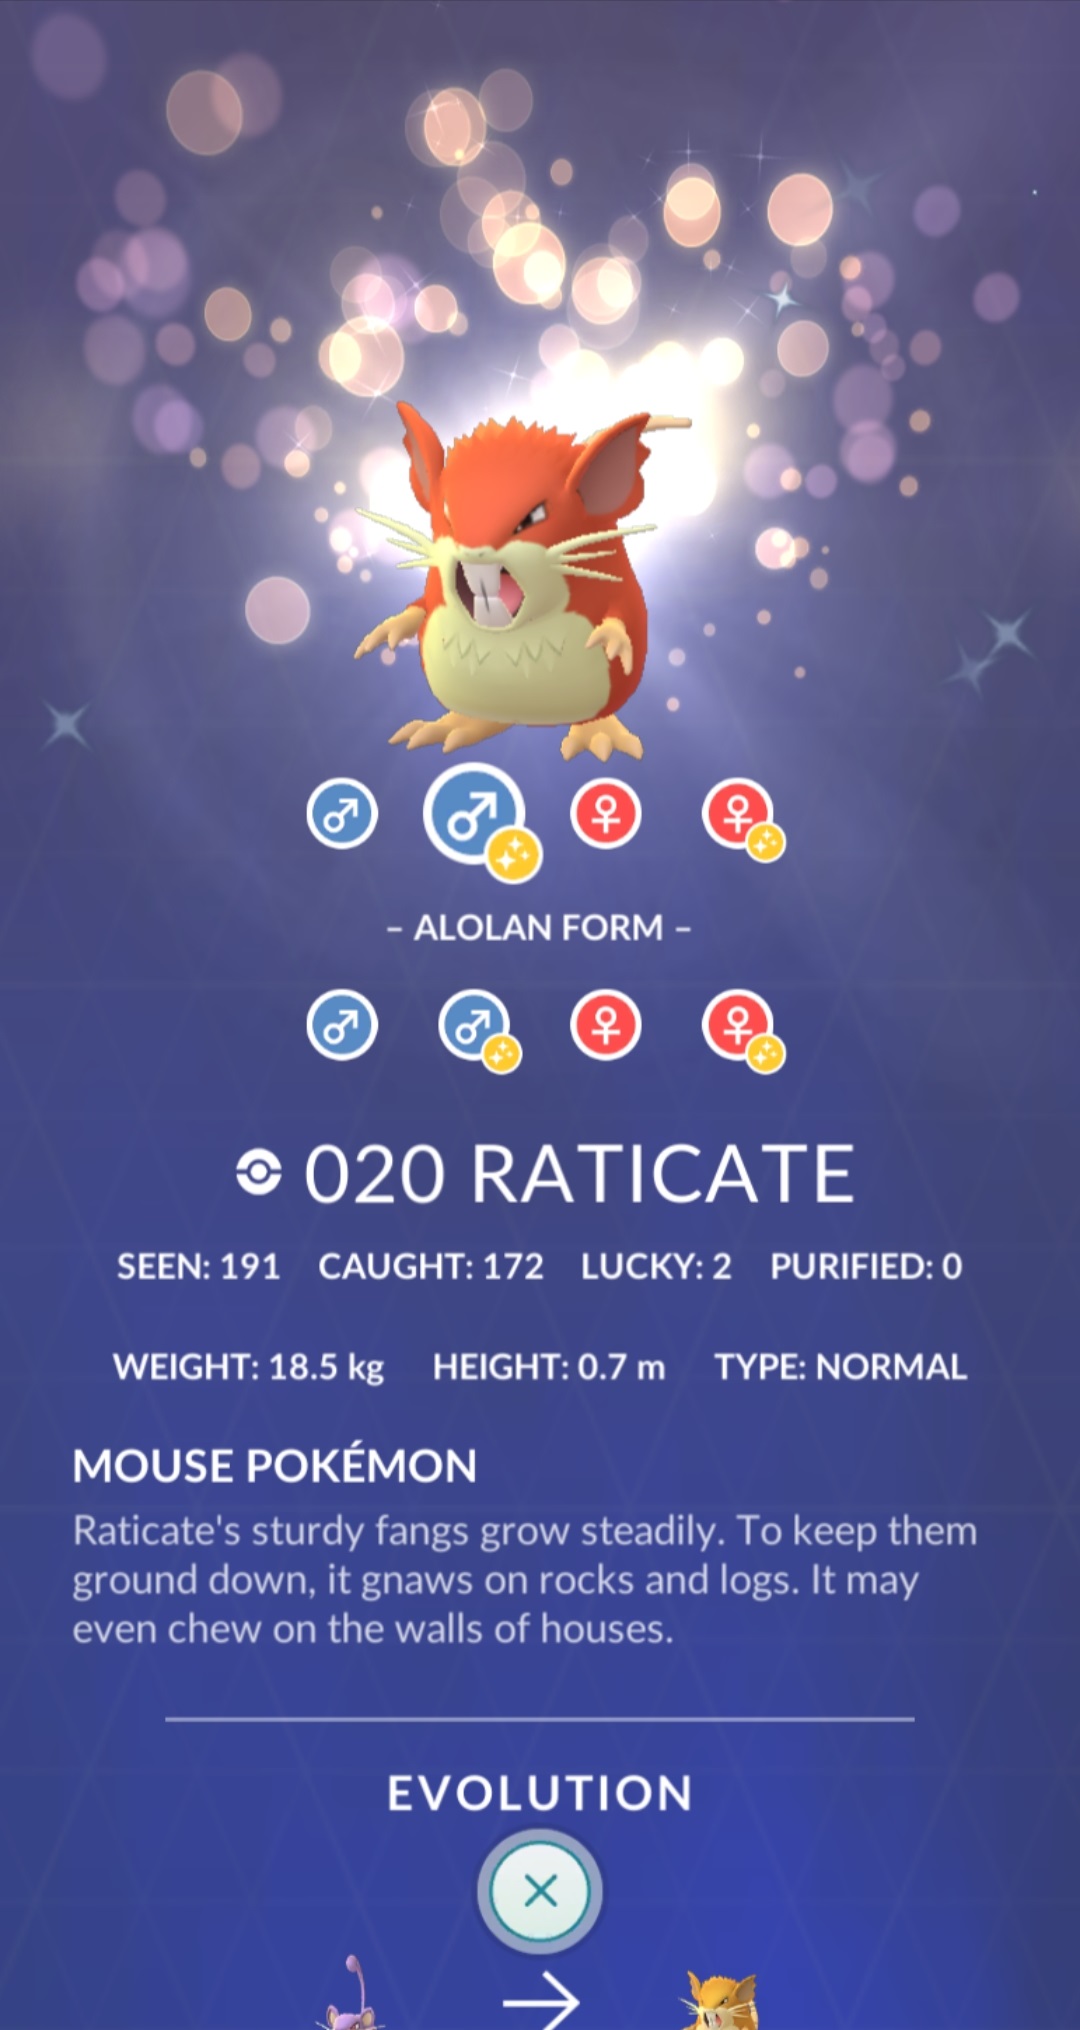 – ALOLAN FORM –
020 RATICATE
SEEN: 191 CAUGHT: 172 LUCKY: 2 PURIFIED: 0
WEIGHT: 18.5 kg HEIGHT: 0.7 m TYPE: NORMAL
MOUSE POKÉMON
Raticate's sturdy fangs grow steadily. To keep them
ground down, it gnaws on rocks and logs. It may
even chew on the walls of houses.
EVOLUTION